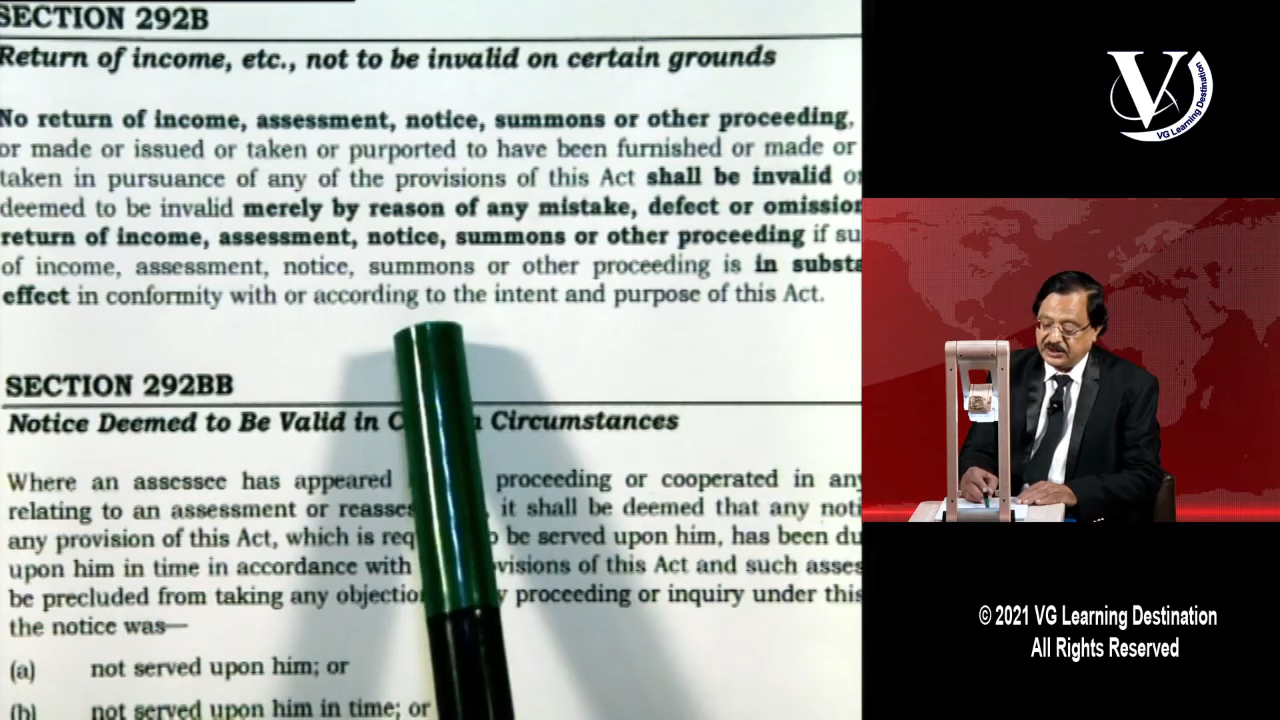 SECTION 292B
Return of income, etc., not to be invalid on certain grounds
No return of income, assessment, notice, summons or other proceeding,
or made or issued or taken or purported to have been furnished or made or
taken in pursuance of any of the provisions of this Act shall be invalid or
deemed to be invalid merely by reason of any mistake, defect or omission
return of income, assessment, notice, summons or other proceeding if su
of income, assessment, notice, summons or other proceeding is in substa
effect in conformity with or according to the intent and purpose of this Act.
SECTION 292BB
Notice Deemed to Be Valid in C n Circumstances
Where an assessee has appeared proceeding or cooperated in any
relating to an assessment or reasses it shall be deemed that any noti
any provision of this Act, which is req o be served upon him, has been du
upon him in time in accordance with visions of this Act and such asses
be precluded from taking any objectio y proceeding or inquiry under this
the notice was—
(a) not served upon him; or
(b) not served upon him in time; or
V
VG Learning Destination
© 2021 VG Learning Destination
All Rights Reserved